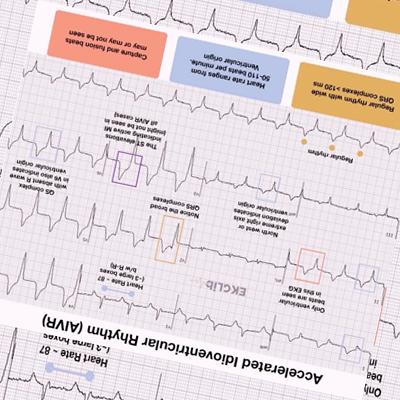 Heart Rate ~ 87
(~3 large boxes
Only
bea
in
Accelerated Idioventricular Rhythm (AIVR)
Heart Rate ~ 87
(~3 large boxes
b/w R-R)
EKGLIb
Only ventricular
beats are seen
in this EKG
QS complex
with absent R wave
in V6 also indicates
ventricular origin
The ST elevations
indicating active MI
(might not be seen in
all AIVR cases)
Notice the broad
QRS complexes
North west or
extreme right axis
deviation indicates
ventricular origin
Regular rhythm
Capture and fusion beats
may or may not be seen
Heart rate ranges from
50-110 beats per minute.
Ventricular origin
Regular rhythm with wide
QRS complexes >120 ms